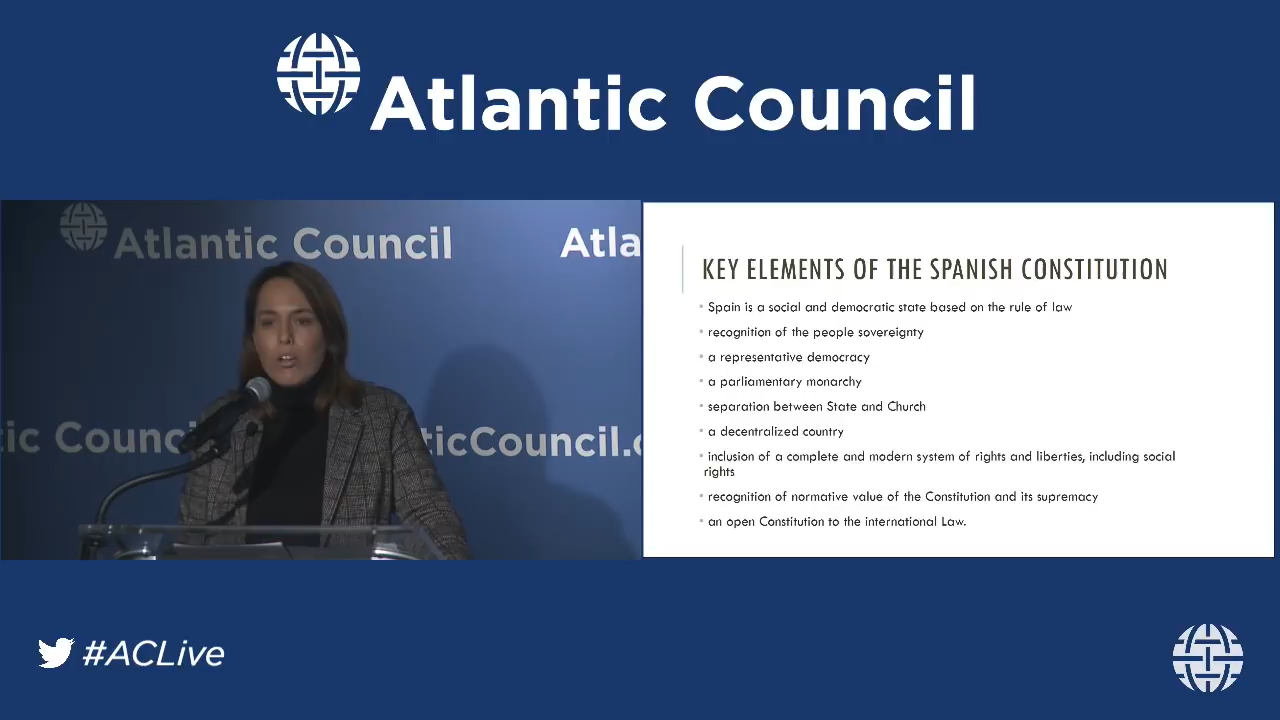 Atlantic Council
Atlantic Council
Atla
tic Counci
ticCouncil.
KEY ELEMENTS OF THE SPANISH CONSTITUTION
Spain is a social and democratic state based on the rule of law
recognition of the people sovereignty
a representative democracy
a parliamentary monarchy
separation between State and Church
a decentralized country
inclusion of a complete and modern system of rights and liberties, including social
rights
recognition of normative value of the Constitution and its supremacy
an open Constitution to the international Law.
#ACLive